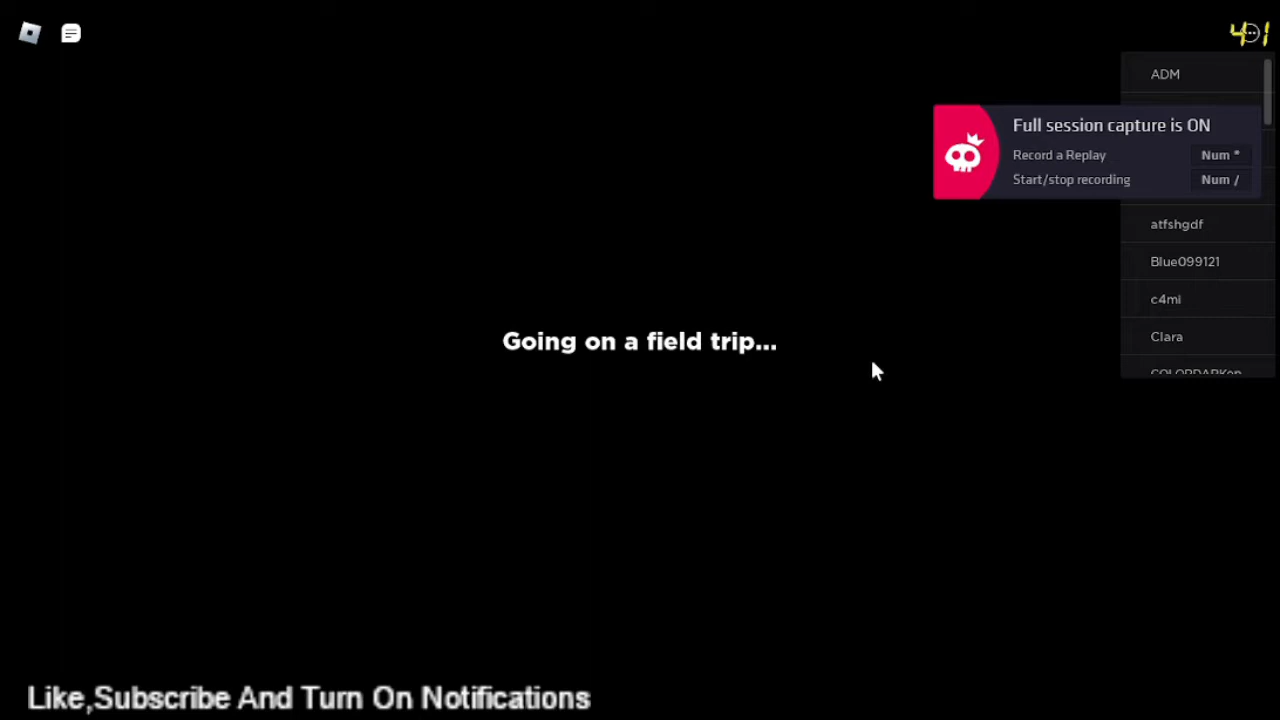 41
ADM
Full session capture is ON
Record a Replay Num *
Start/stop recording Num /
atfshgdf
Blue099121
c4mi
Clara
Going on a field trip...
Like,Subscribe And Turn On Notifications